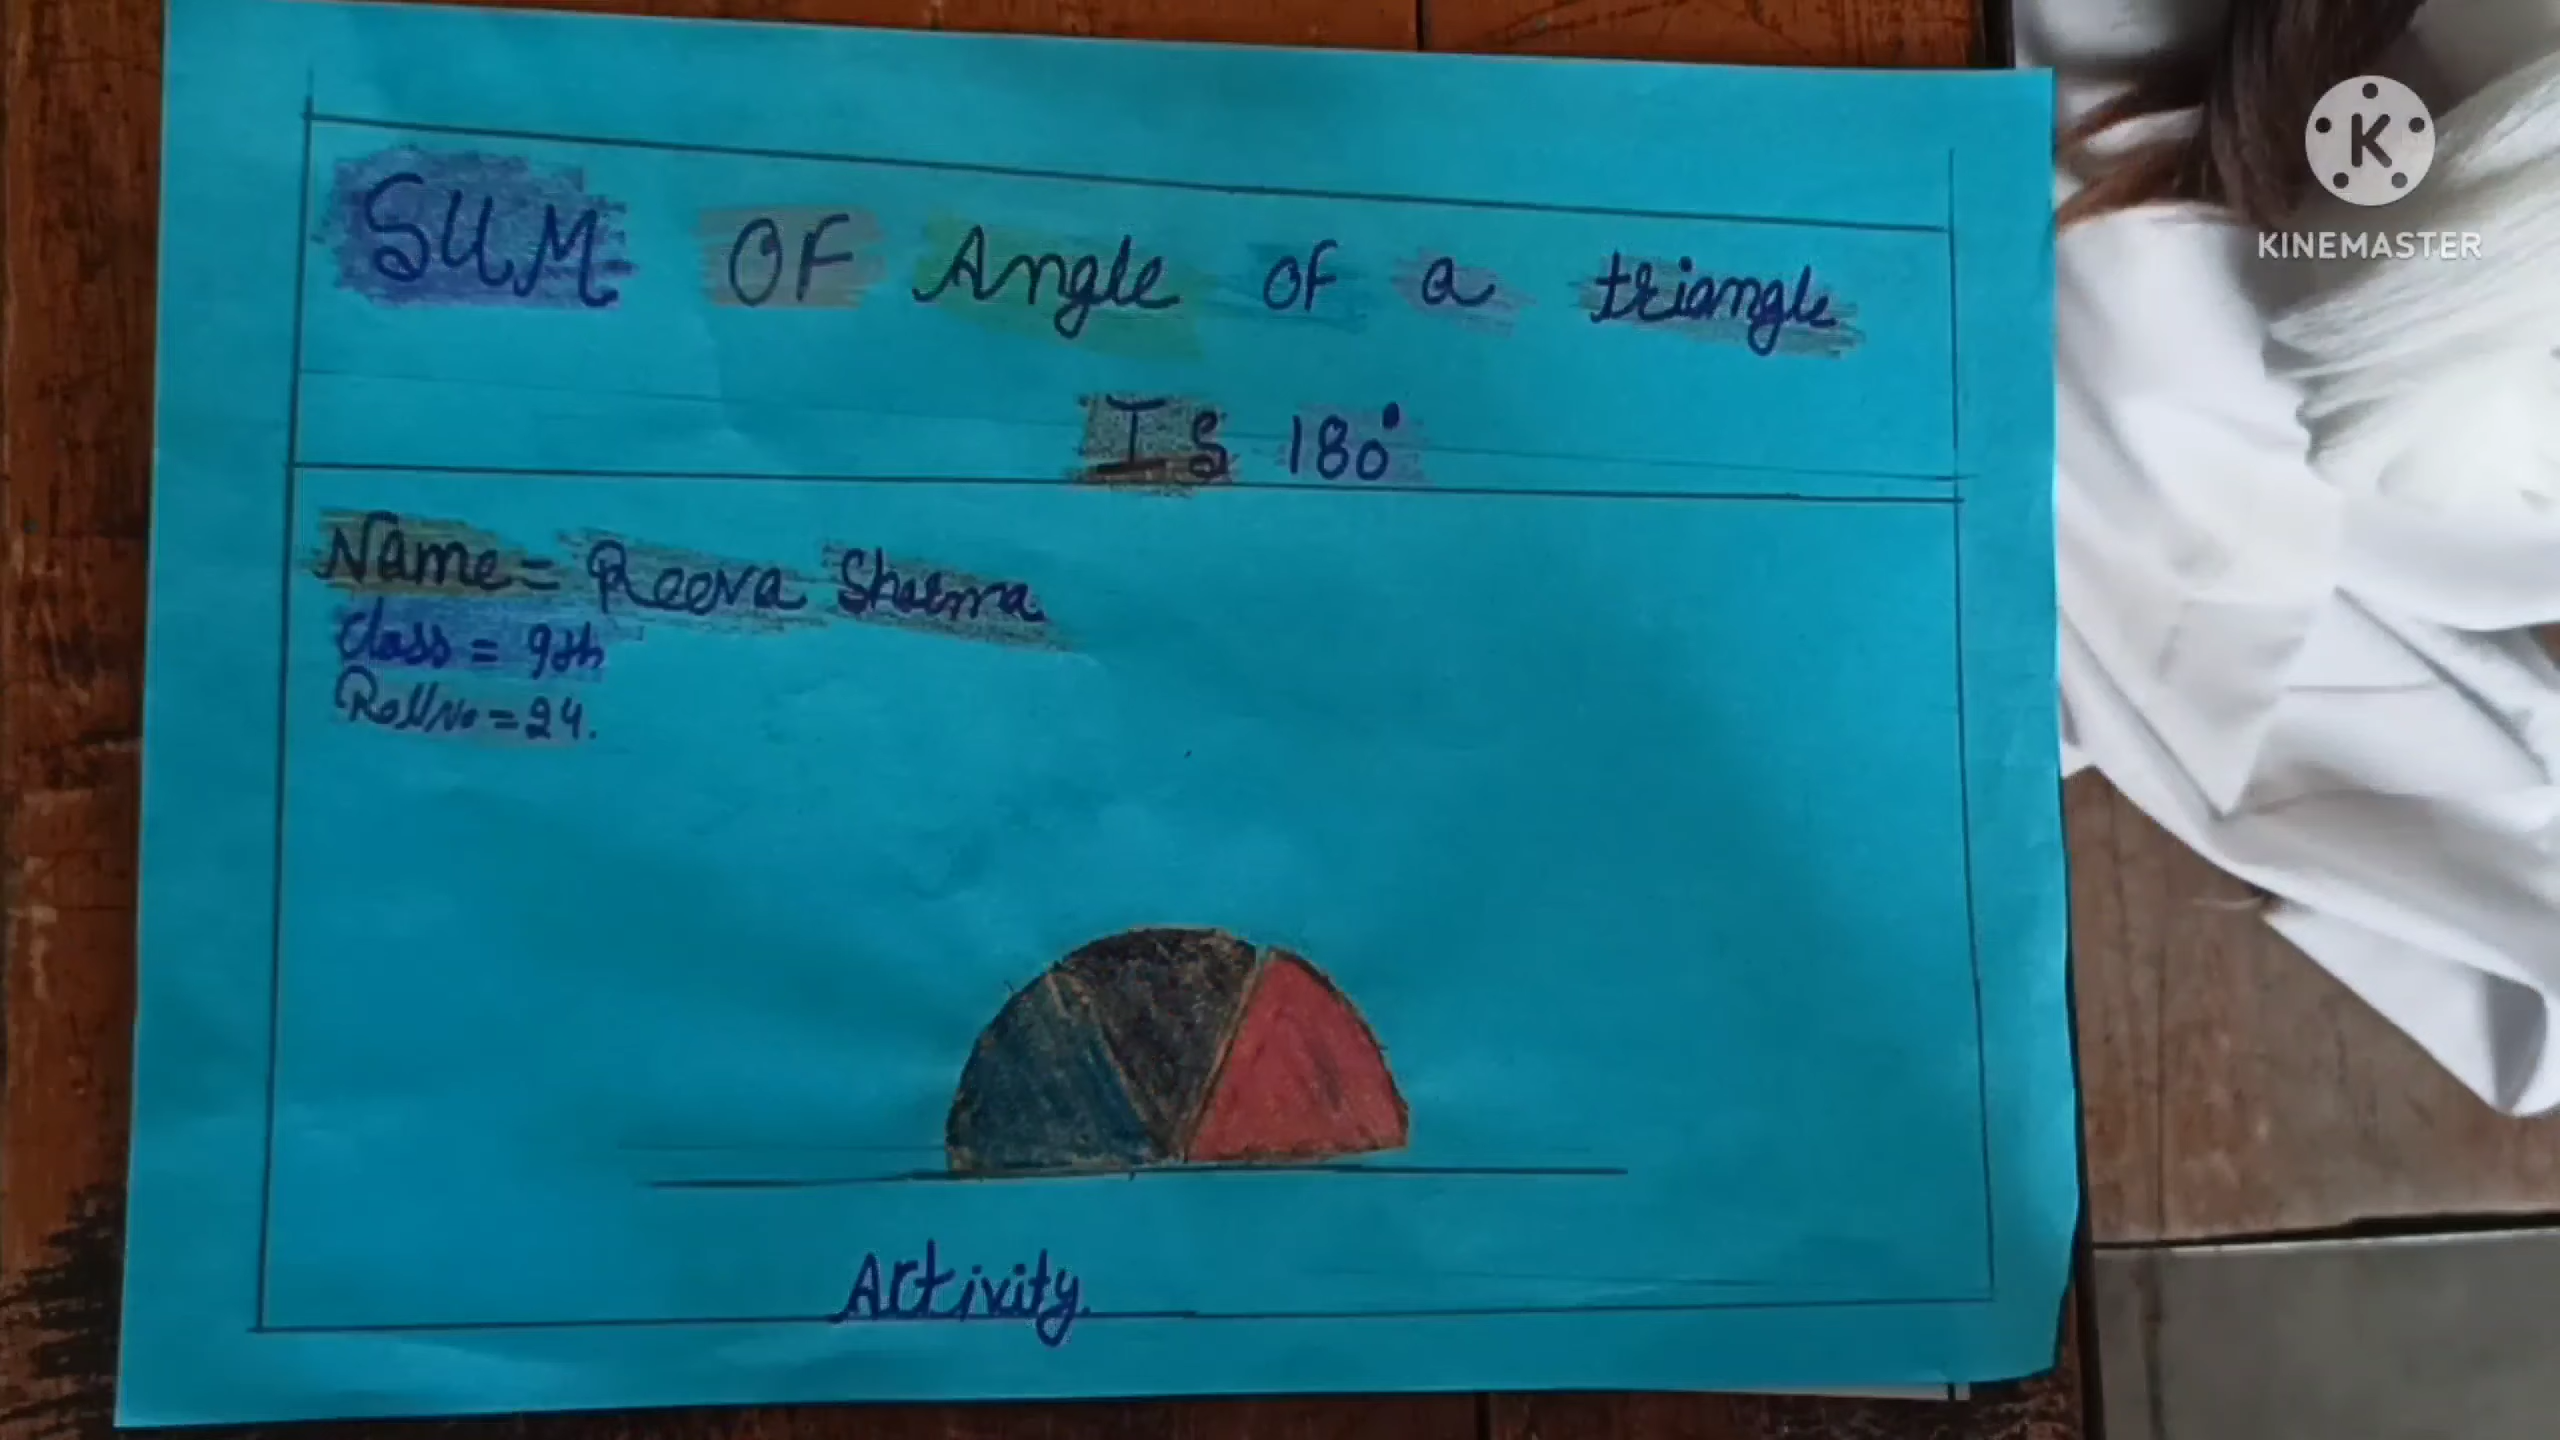 SUM OF Angle of a triangle
IS 180°
Name = Reeva Sharma
Class = 9th
Roll No = 24.
Activity.
K
KINEMASTER